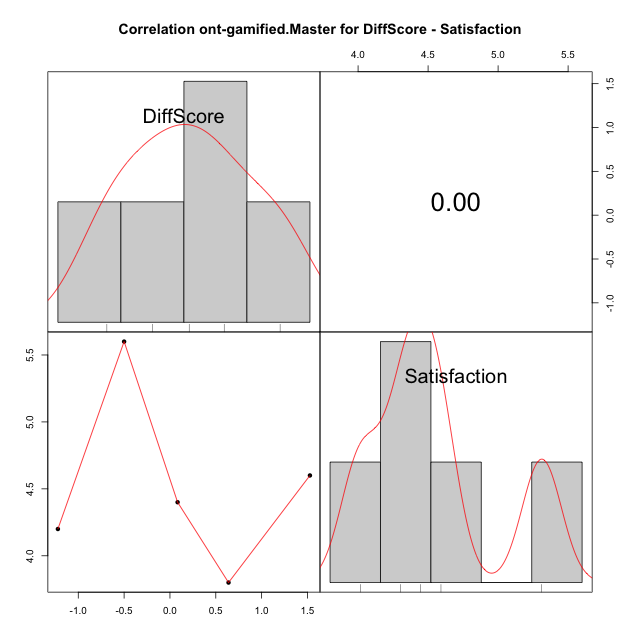 Correlation ont-gamified.Master for DiffScore - Satisfaction
4.0 4.5 5.0 5.5
DiffScore
0.00
1.5
1.0
0.5
0.0
-0.5
-1.0
5.5
5.0
4.5
4.0
Satisfaction
-1.0 -0.5 0.0 0.5 1.0 1.5